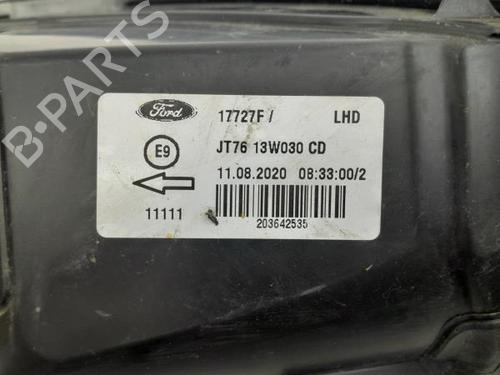 Ford 17727F / LHD
E9 JT76 13W030 CD
11.08.2020 08:33:00/2
11111
203642535
B-PARTS